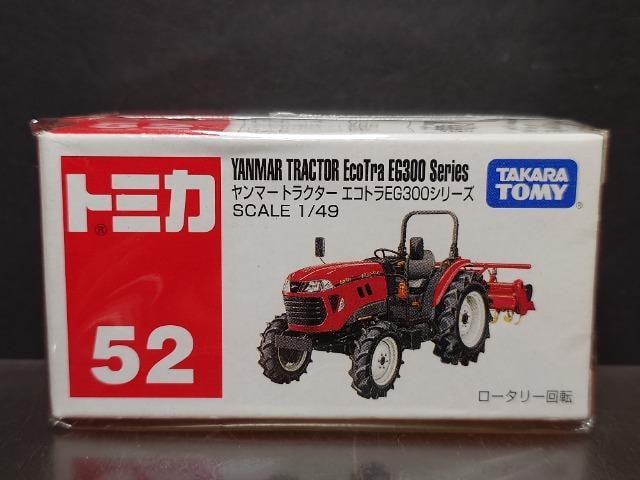 YANMAR TRACTOR EcoTra EG300 Series
ヤンマートラクター エコトラEG300シリーズ
SCALE 1/49
TAKARA
TOMY
®
トミカ
®
52
ロータリー回転